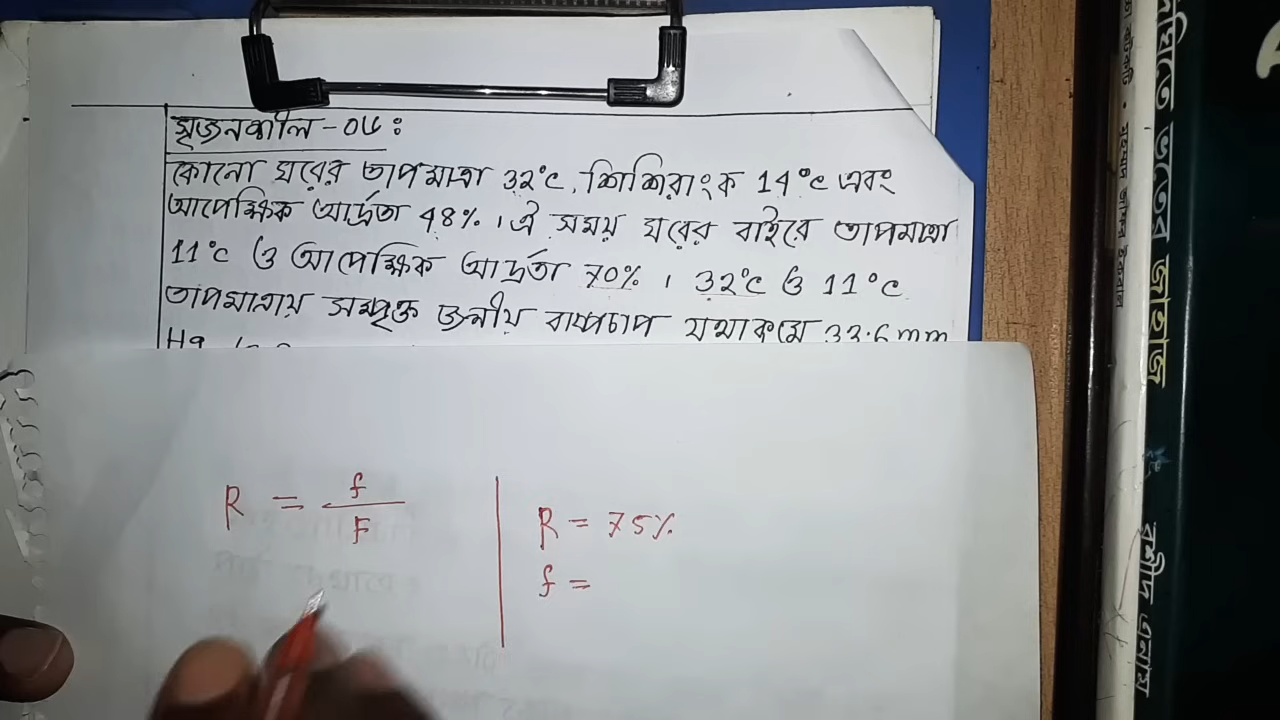 সৃজনশীল-০৬ঃ
কোনো ঘরের তাপমাত্রা 32°c, শিশিরাংক 14°c এবং
আপেক্ষিক আর্দ্রতা 48% । ঐ সময় ঘরের বাইরে তাপমাত্রা
11°c ও আপেক্ষিক আর্দ্রতা 70% । 32°c ও 11°c
তাপমাত্রায় সম্পৃক্ত জলীয় বাষ্পচাপ যথাক্রমে 33.6 mm
Hg
R = f/F
R = 75%
f =